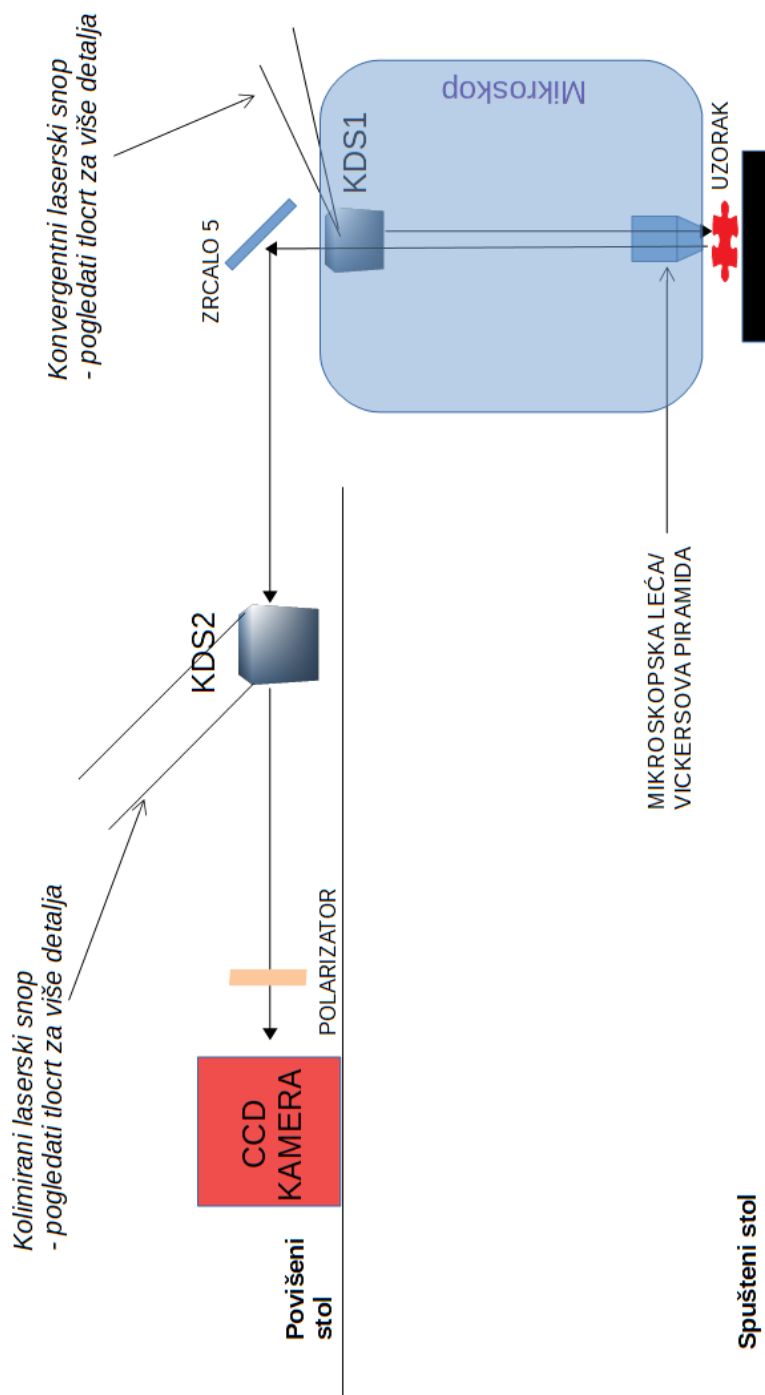 Kolimirani laserski snop
- pogledati tlocrt za više detalja
Konvergentni laserski snop
- pogledati tlocrt za više detalja
ZRCALO 5
KDS2
KDS1
Mikroskop
CCD
KAMERA
POLARIZATOR
Povišeni
stol
MIKROSKOPSKA LEĆA/
VICKERSOVA PIRAMIDA
UZORAK
Spušteni stol